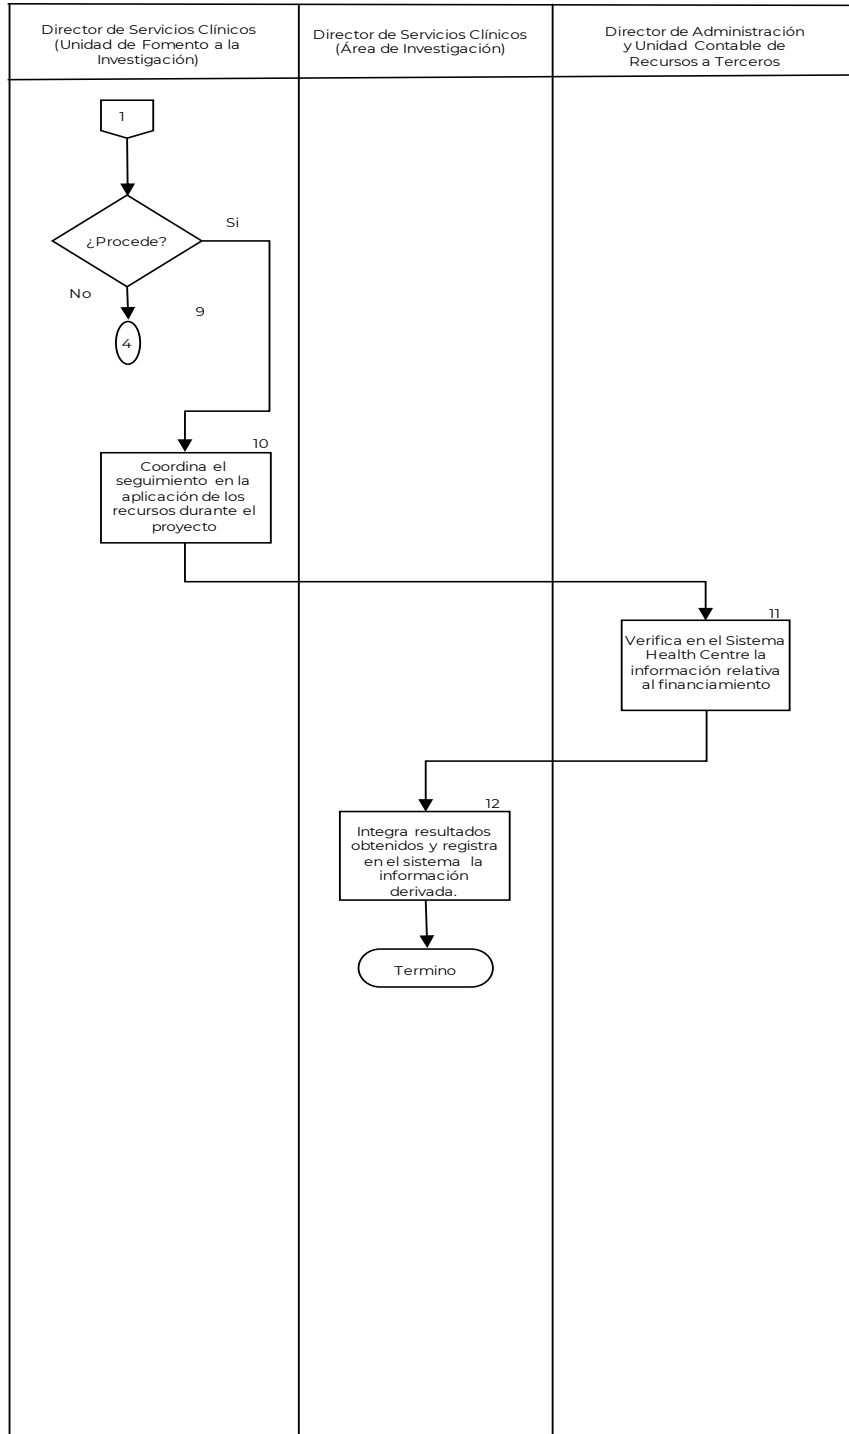 Director de Servicios Clínicos
(Unidad de Fomento a la
Investigación)
Director de Servicios Clínicos
(Área de Investigación)
Director de Administración
y Unidad Contable de
Recursos a Terceros
1
¿Procede?
Si
No
9
4
10
Coordina el
seguimiento en la
aplicación de los
recursos durante el
proyecto
11
Verifica en el Sistema
Health Centre la
información relativa
al financiamiento
12
Integra resultados
obtenidos y registra
en el sistema la
información
derivada.
Termino